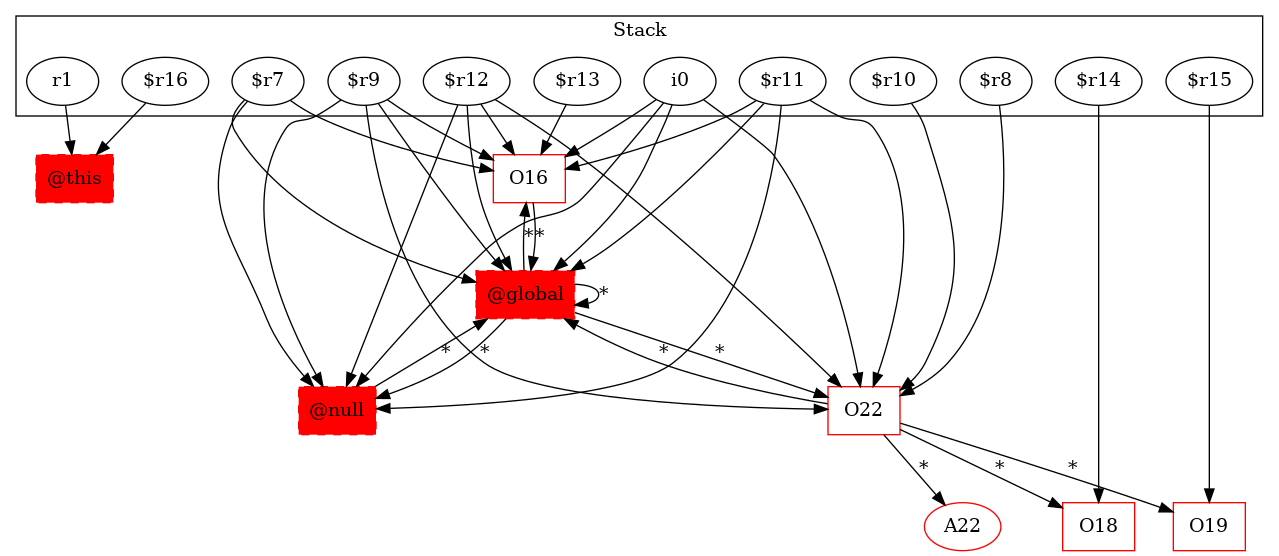 Stack
r1 $r16 $r7 $r9 $r12 $r13 i0 $r11 $r10 $r8 $r14 $r15
@this O16
* *
@global *
* * * *
@null O22
* * *
A22 O18 O19